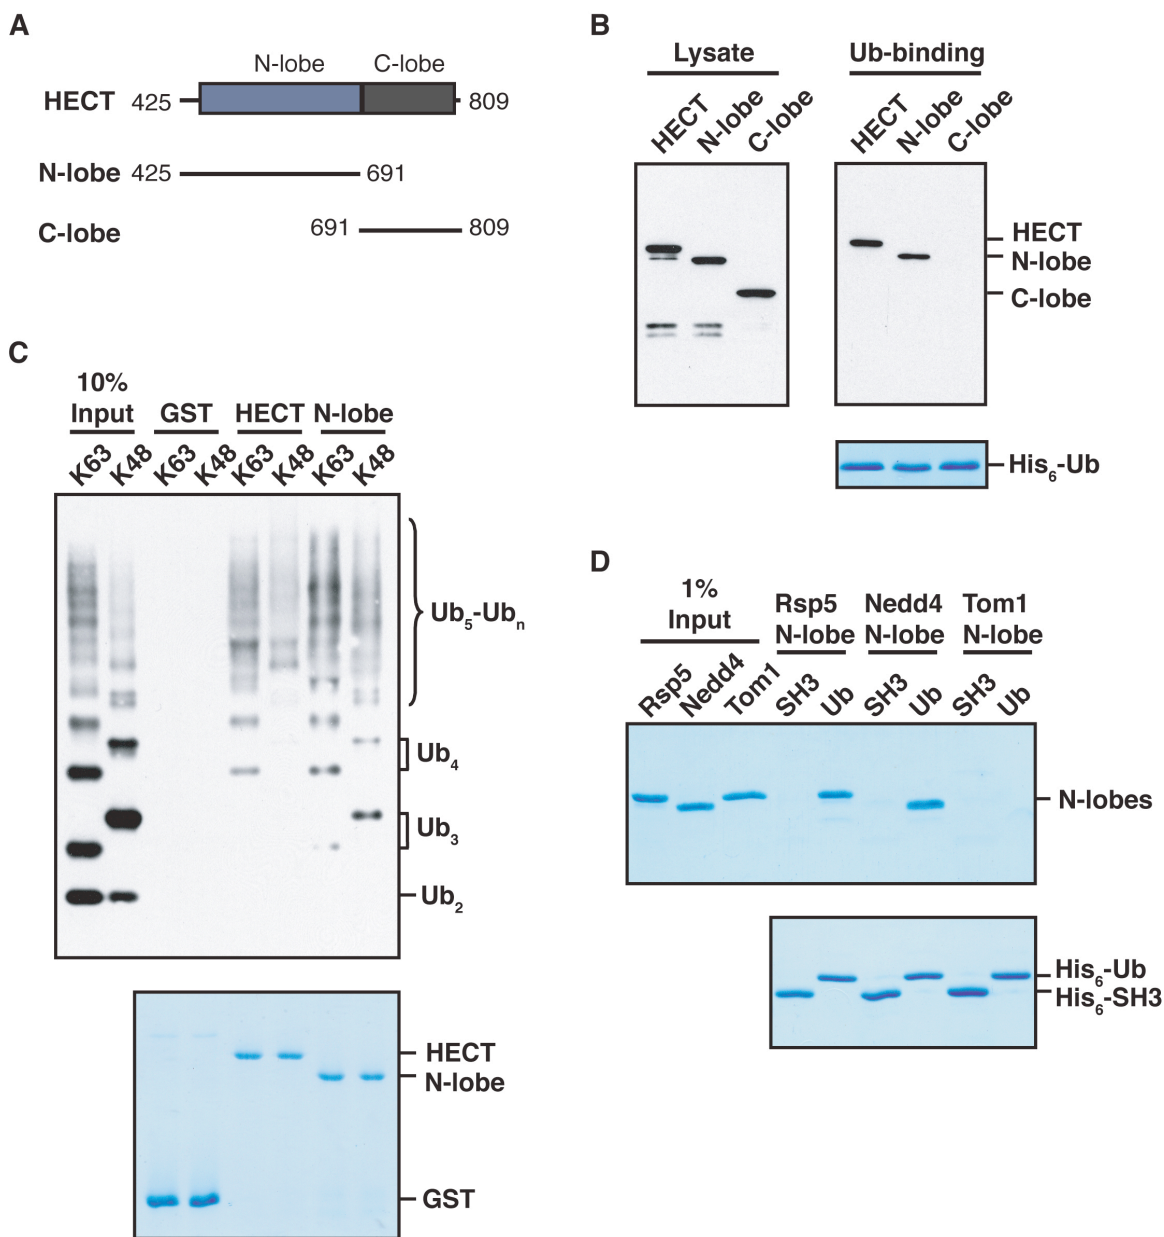 A
N-lobe C-lobe
HECT 425 809
N-lobe 425 691
C-lobe 691 809
B
Lysate Ub-binding
HECT N-lobe C-lobe HECT N-lobe C-lobe
HECT
N-lobe
C-lobe
His6-Ub
C
10%
Input GST HECT N-lobe
K63 K48 K63 K48 K63 K48 K63 K48
Ub5-Ubn
Ub4
Ub3
Ub2
HECT
N-lobe
GST
D
1%
Input
Rsp5
N-lobe
Nedd4
N-lobe
Tom1
N-lobe
Rsp5 Nedd4 Tom1 SH3 Ub SH3 Ub SH3 Ub
N-lobes
His6-Ub
His6-SH3